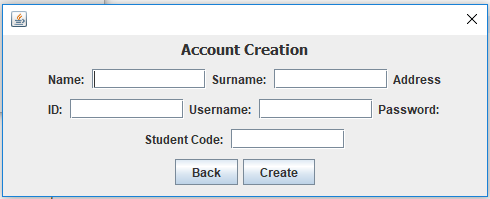 Account Creation
Name: Surname: Address
ID: Username: Password:
Student Code:
Back Create